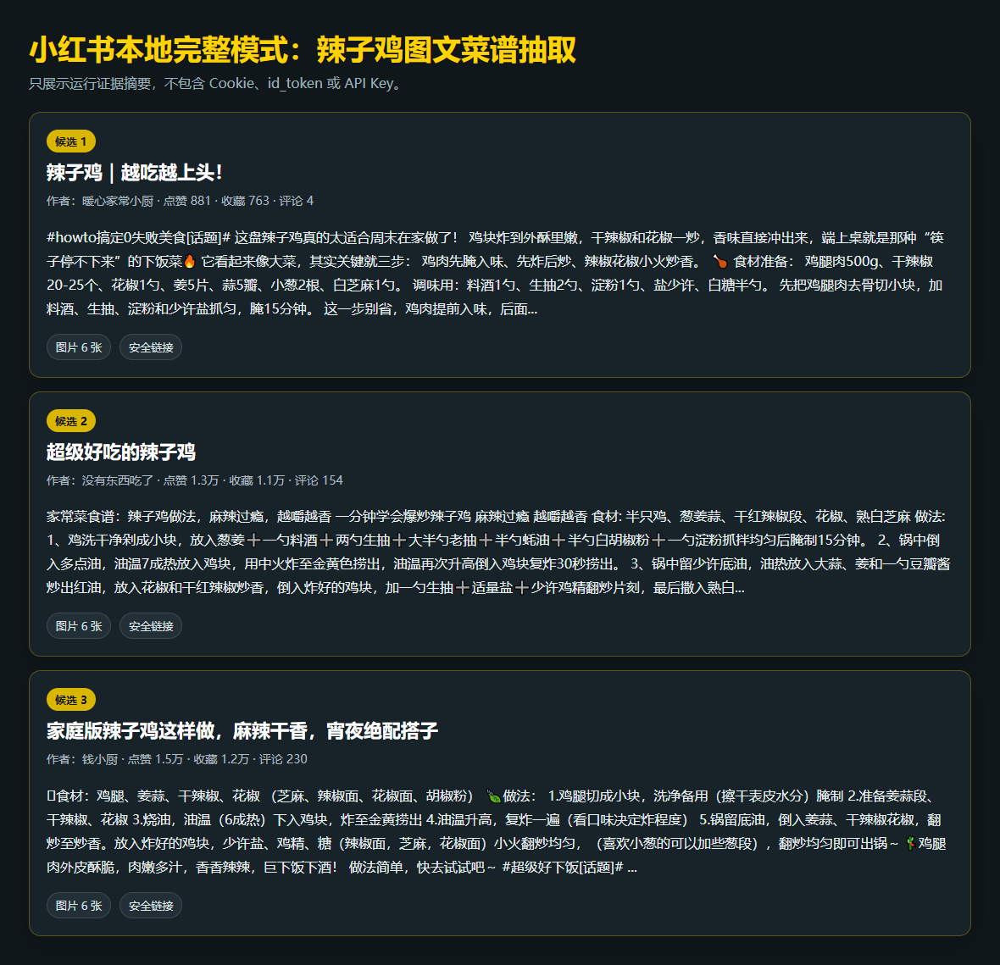 小红书本地完整模式：辣子鸡图文菜谱抽取
只展示运行证据摘要，不包含 Cookie、id_token 或 API Key。
候选 1
辣子鸡｜越吃越上头！
作者：暖心家常小厨 · 点赞 881 · 收藏 763 · 评论 4
#howto搞定0失败美食[话题]# 这盘辣子鸡真的太适合周末在家做了！ 鸡块炸到外酥里嫩，干辣椒和花椒一炒，香味直接冲出来，端上桌就是那种“筷
子停不下来”的下饭菜🔥 它看起来像大菜，其实关键就三步： 鸡肉先腌入味、先炸后炒、辣椒花椒小火炒香。 🍗 食材准备： 鸡腿肉500g、干辣椒
20-25个、花椒1勺、姜5片、蒜5瓣、小葱2根、白芝麻1勺。 调味用：料酒1勺、生抽2勺、淀粉1勺、盐少许、白糖半勺。 先把鸡腿肉去骨切小块，加
料酒、生抽、淀粉和少许盐抓匀，腌15分钟。 这一步别省，鸡肉提前入味，后面...
图片 6 张
安全链接
候选 2
超级好吃的辣子鸡
作者：没有东西吃了 · 点赞 1.3万 · 收藏 1.1万 · 评论 154
家常菜食谱：辣子鸡做法，麻辣过瘾，越嚼越香 一分钟学会爆炒辣子鸡 麻辣过瘾 越嚼越香 食材: 半只鸡、葱姜蒜、干红辣椒段、花椒、熟白芝麻 做法:
1、鸡洗干净剁成小块，放入葱姜➕一勺料酒➕两勺生抽➕大半勺老抽➕半勺蚝油➕半勺白胡椒粉➕一勺淀粉抓拌均匀后腌制15分钟。 2、锅中倒
入多点油，油温7成热放入鸡块，用中火炸至金黄色捞出，油温再次升高倒入鸡块复炸30秒捞出。 3、锅中留少许底油，油热放入大蒜、姜和一勺豆瓣酱
炒出红油，放入花椒和干红辣椒炒香，倒入炸好的鸡块，加一勺生抽➕适量盐➕少许鸡精翻炒片刻，最后撒入熟白...
图片 6 张
安全链接
候选 3
家庭版辣子鸡这样做，麻辣干香，宵夜绝配搭子
作者：钱小厨 · 点赞 1.5万 · 收藏 1.2万 · 评论 230
食材：鸡腿、姜蒜、干辣椒、花椒 （芝麻、辣椒面、花椒面、胡椒粉） 做法： 1.鸡腿切成小块，洗净备用（擦干表皮水分）腌制 2.准备姜蒜段、
干辣椒、花椒 3.烧油，油温（6成热）下入鸡块，炸至金黄捞出 4.油温升高，复炸一遍（看口味决定炸程度） 5.锅留底油，倒入姜蒜、干辣椒花椒，翻
炒至炒香。放入炸好的鸡块，少许盐、鸡精、糖（辣椒面，芝麻，花椒面）小火翻炒均匀，（喜欢小葱的可以加些葱段），翻炒均匀即可出锅～ 鸡腿
肉外皮酥脆，肉嫩多汁，香香辣辣，巨下饭下酒！ 做法简单，快去试试吧～ #超级好下饭[话题]# ...
图片 6 张
安全链接